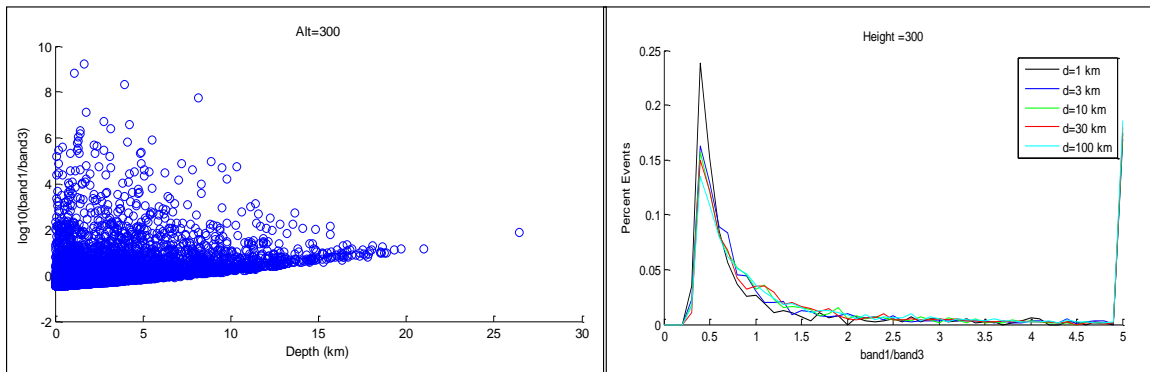 Alt=300
10
8
6
4
2
0
-2
log10(band1/band3)
0 5 10 15 20 25 30
Depth (km)
Height =300
0.25
0.2
0.15
0.1
0.05
0
Percent Events
0 0.5 1 1.5 2 2.5 3 3.5 4 4.5 5
band1/band3
d=1 km
d=3 km
d=10 km
d=30 km
d=100 km